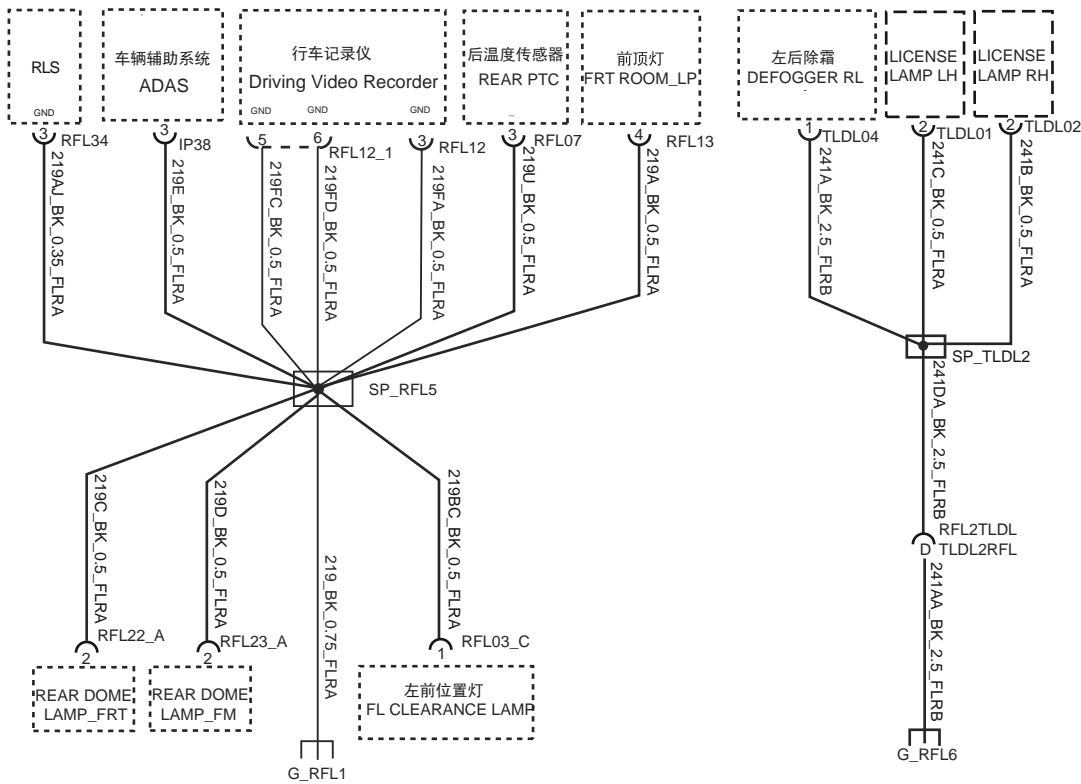 RLS
GND
车辆辅助系统
ADAS
行车记录仪
Driving Video Recorder
GND
GND
GND
后温度传感器
REAR PTC
前顶灯
FRT ROOM_LP
左后除霜
DEFOGGER RL
LICENSE
LAMP LH
LICENSE
LAMP RH
3
RFL34
3
IP38
5
6
RFL12_1
3
RFL12
3
RFL07
4
RFL13
1
TLDL04
2
TLDL01
2
TLDL02
219AJ_BK_0.35_FLRA
219E_BK_0.5_FLRA
219FC_BK_0.5_FLRA
219FD_BK_0.5_FLRA
219FA_BK_0.5_FLRA
219U_BK_0.5_FLRA
219A_BK_0.5_FLRA
241A_BK_2.5_FLRB
241C_BK_0.5_FLRA
241B_BK_0.5_FLRA
SP_RFL5
SP_TLDL2
219C_BK_0.5_FLRA
219D_BK_0.5_FLRA
219_BK_0.75_FLRA
219BC_BK_0.5_FLRA
241DA_BK_2.5_FLRB
RFL2TLDL
D
TLDL2RFL
241AA_BK_2.5_FLRB
RFL22_A
2
RFL23_A
2
RFL03_C
1
REAR DOME
LAMP_FRT
REAR DOME
LAMP_FM
左前位置灯
FL CLEARANCE LAMP
G_RFL1
G_RFL6